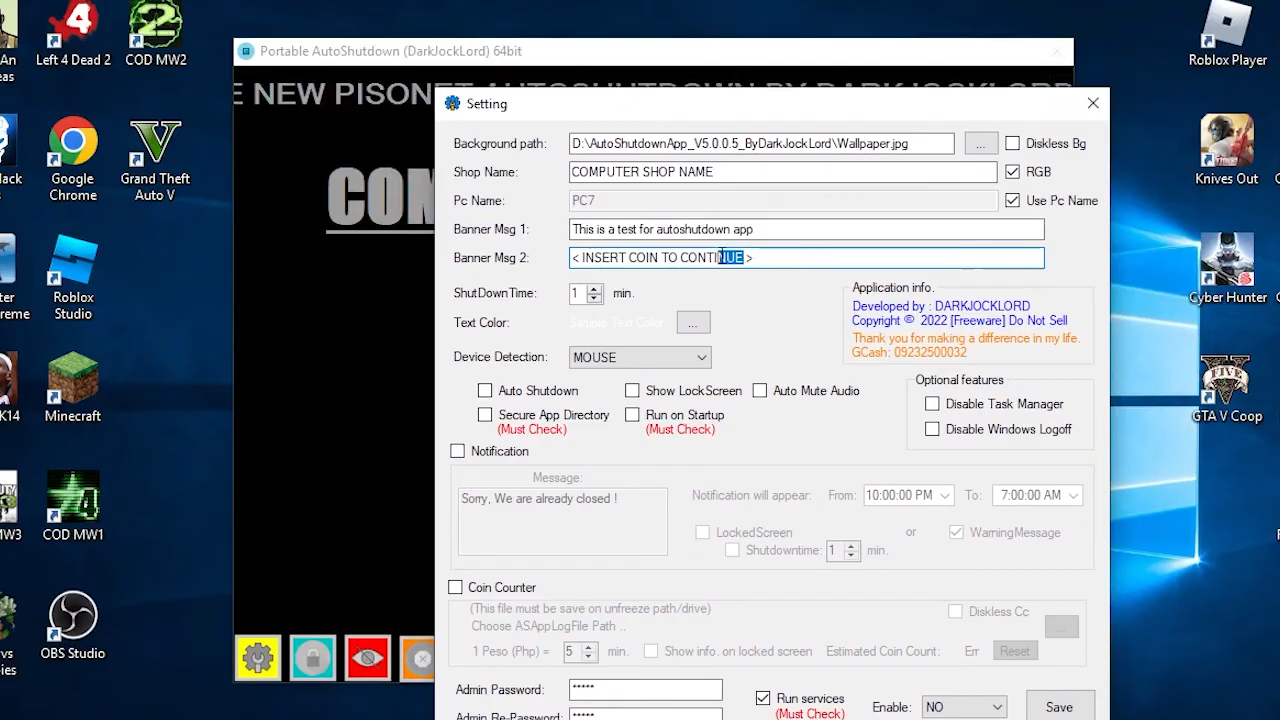 Left 4 Dead 2
COD MW2
Roblox Player
Portable AutoShutdown (DarkJockLord) 64bit
E NEW PISONET AUTOSHUTDOWN BY DARKJOCKLORD
COM
Google Chrome
Grand Theft Auto V
Roblox Studio
Minecraft
K14
COD MW1
OBS Studio
Knives Out
Cyber Hunter
GTA V Coop
Setting
Background path: D:\AutoShutdownApp_V5.0.0.5_ByDarkJockLord\Wallpaper.jpg ... Diskless Bg
Shop Name: COMPUTER SHOP NAME RGB
Pc Name: PC7 Use Pc Name
Banner Msg 1: This is a test for autoshutdown app
Banner Msg 2: < INSERT COIN TO CONTINUE >
ShutDownTime: 1 min.
Text Color: Sample Text Color ...
Device Detection: MOUSE
Application info.
Developed by : DARKJOCKLORD
Copyright © 2022 [Freeware] Do Not Sell
Thank you for making a difference in my life.
GCash: 09232500032
Auto Shutdown Show LockScreen Auto Mute Audio
Secure App Directory Run on Startup
(Must Check) (Must Check)
Optional features
Disable Task Manager
Disable Windows Logoff
Notification
Message:
Sorry, We are already closed !
Notification will appear: From: 10:00:00 PM To: 7:00:00 AM
LockedScreen or WarningMessage
Shutdowntime: 1 min.
Coin Counter
(This file must be save on unfreeze path/drive) Diskless Cc
Choose ASAppLogFile Path .. ...
1 Peso (Php) = 5 min. Show info. on locked screen Estimated Coin Count: Err Reset
Admin Password: *****
Run services
(Must Check)
Enable: NO Save
Admin Re-Password: *****